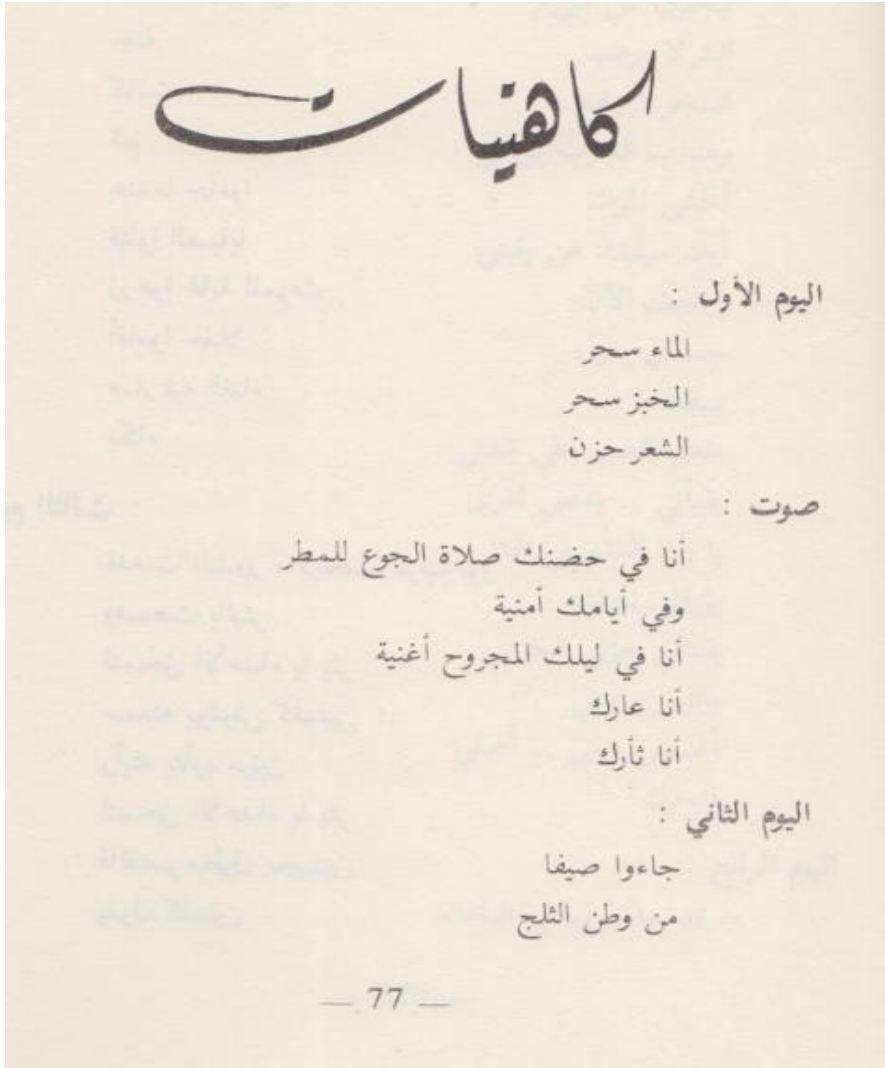 كاهنيات
اليوم الأول :
الماء سحر
الخبز سحر
الشعر حزن
صوت :
أنا في حضنك صلاة الجوع للمطر
وفي أيامك أمنية
أنا في ليلك المجروح أغنية
أنا عارك
أنا ثأرك
اليوم الثاني :
جاءوا صيفا
من وطن الثلج
— 77 —